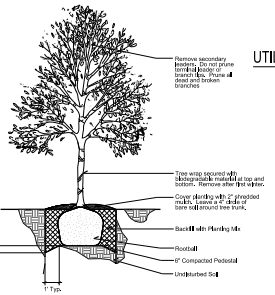 Remove secondary
leaders. Do not prune
terminal leader or
branch tips. Prune all
dead and broken
branches
UTIL
Tree wrap secured with
biodegradable material at top and
bottom. Remove after first winter.
Cover planting with 2" shredded
mulch. Leave a 4" circle of
bare soil around tree trunk.
Backfill with Planting Mix
Rootball
6" Compacted Pedestal
Undisturbed Soil
1' Typ.